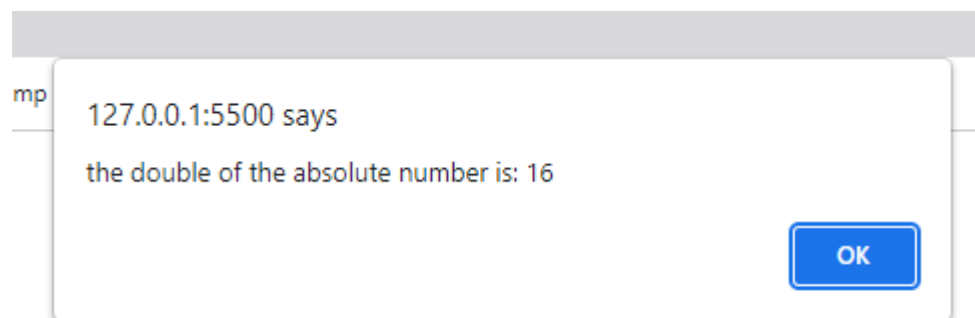 mp
127.0.0.1:5500 says
the double of the absolute number is: 16
OK